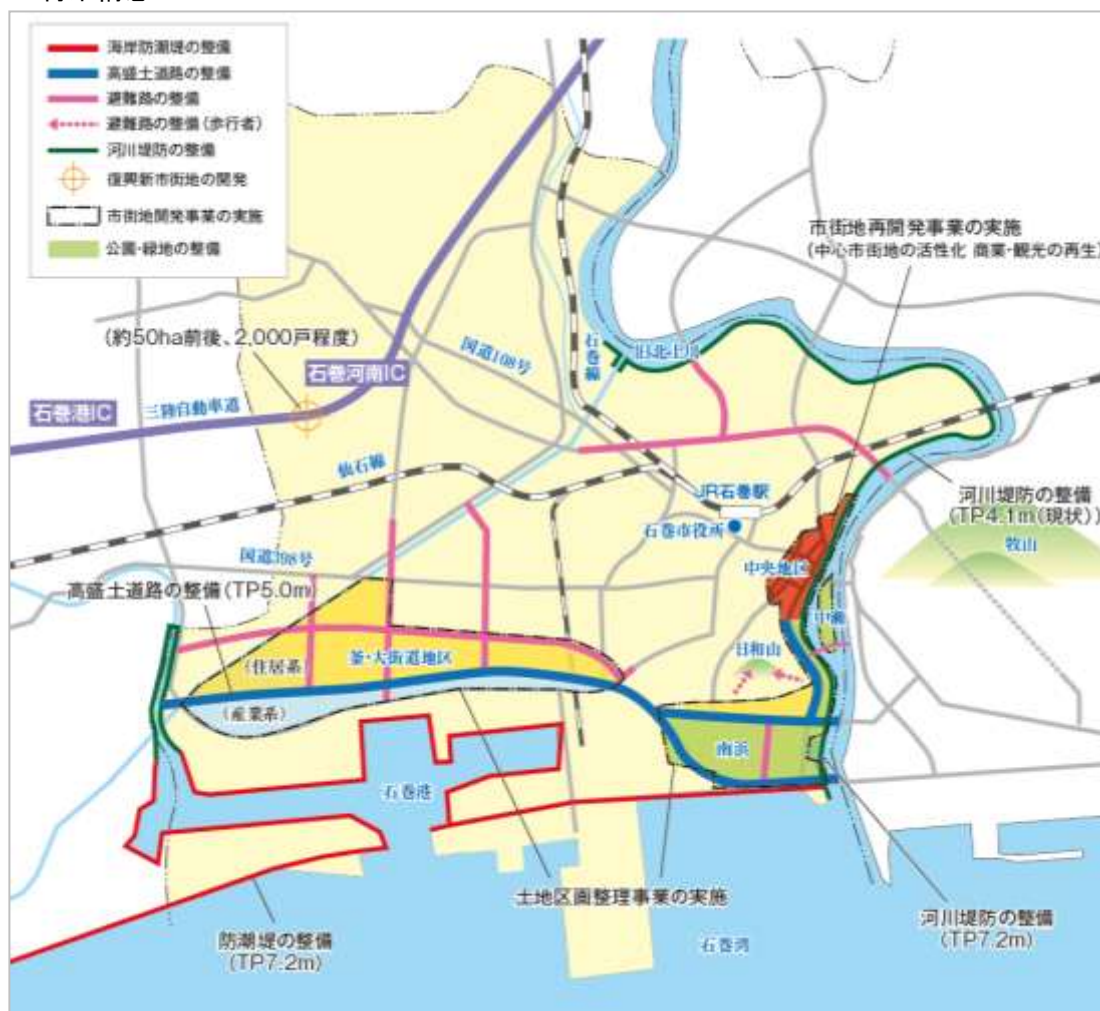 海岸防潮堤の整備
高盛土道路の整備
避難路の整備
避難路の整備(歩行者)
河川堤防の整備
復興新市街地の開発
市街地開発事業の実施
公園・緑地の整備
市街地再開発事業の実施
(中心市街地の活性化 商業・観光の再生)
(約50ha前後、2,000戸程度)
石巻河南IC
石巻港IC
三陸自動車道
国道108号
石巻線
旧北上川
仙石線
JR石巻駅
石巻市役所
河川堤防の整備
(TP4.1m(現状))
牧山
国道398号
高盛土道路の整備(TP5.0m)
中央地区
中瀬
日和山
(住居系)
釜・大街道地区
(産業系)
南浜
石巻港
土地区画整理事業の実施
防潮堤の整備
(TP7.2m)
河川堤防の整備
(TP7.2m)
石巻湾